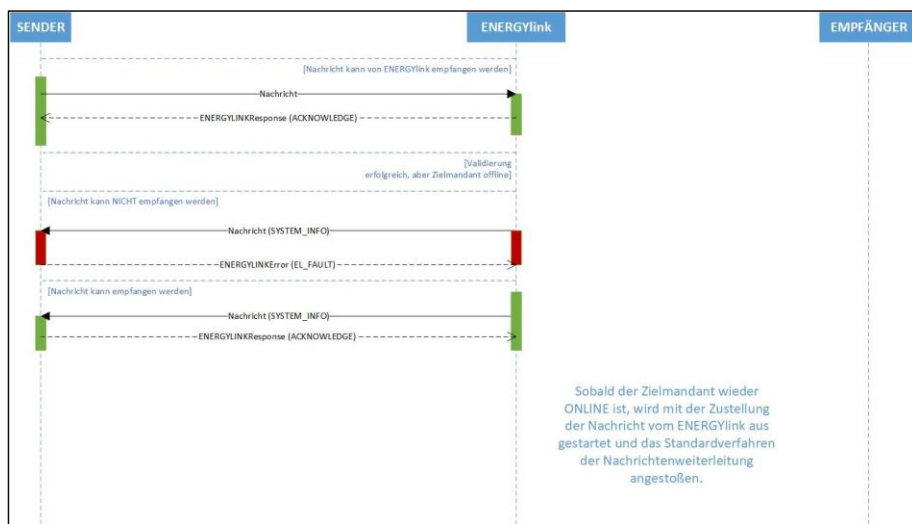 SENDER
ENERGYlink
EMPFÄNGER
[Nachricht kann von ENERGYlink empfangen werden]
Nachricht
ENERGYLINKResponse (ACKNOWLEDGE)
[Validierung
erfolgreich, aber Zielmandant offline]
[Nachricht kann NICHT empfangen werden]
Nachricht (SYSTEM_INFO)
ENERGYLINKError (EL_FAULT)
[Nachricht kann empfangen werden]
Nachricht (SYSTEM_INFO)
ENERGYLINKResponse (ACKNOWLEDGE)
Sobald der Zielmandant wieder
ONLINE ist, wird mit der Zustellung
der Nachricht vom ENERGYlink aus
gestartet und das Standardverfahren
der Nachrichtenweiterleitung
angestoßen.